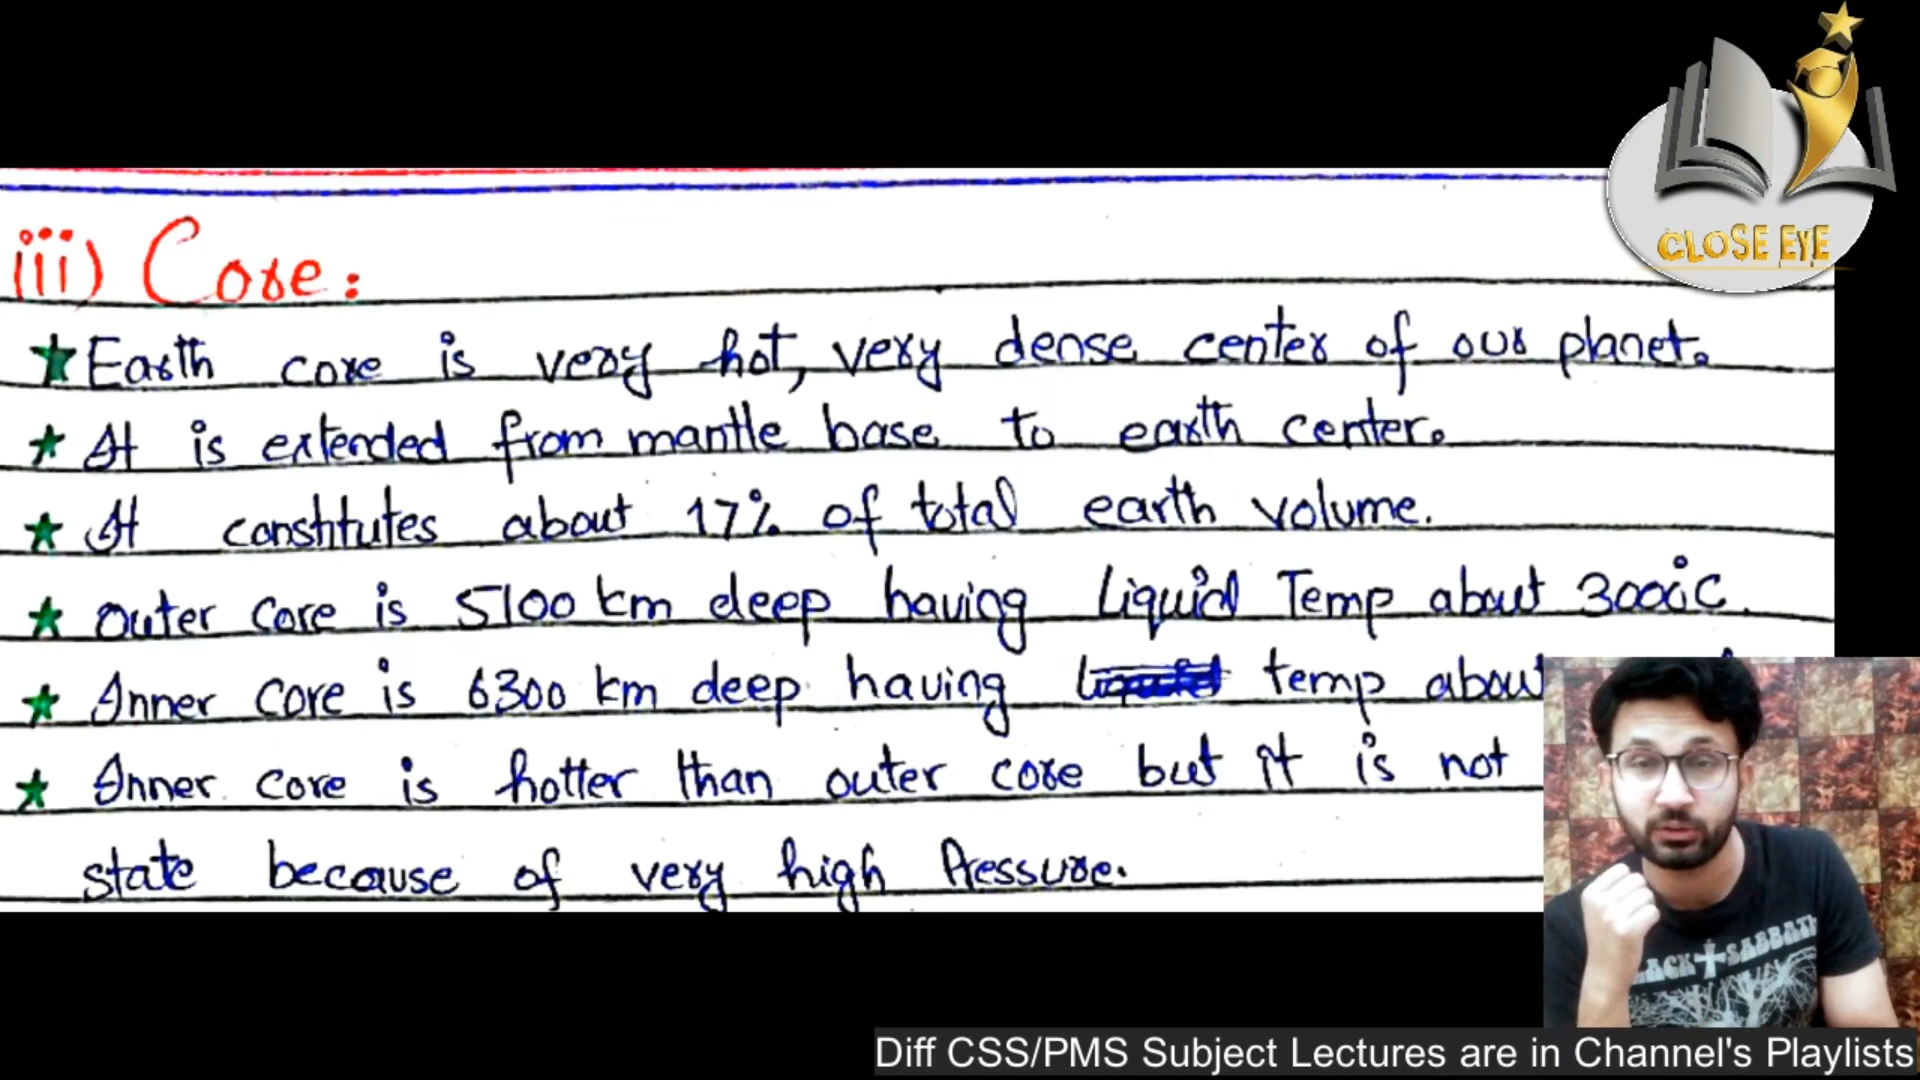 CLOSE EYE
iii) Core:
★ Earth core is very hot, very dense center of our planet.
★ It is extended from mantle base to earth center.
★ It constitutes about 17% of total earth volume.
★ Outer Core is 5100 km deep having Liquid Temp about 3000°C.
★ Inner Core is 6300 km deep having temp about
★ Inner core is hotter than outer core but it is not
state because of very high Pressure.
BLACK SABBATH
Diff CSS/PMS Subject Lectures are in Channel's Playlists